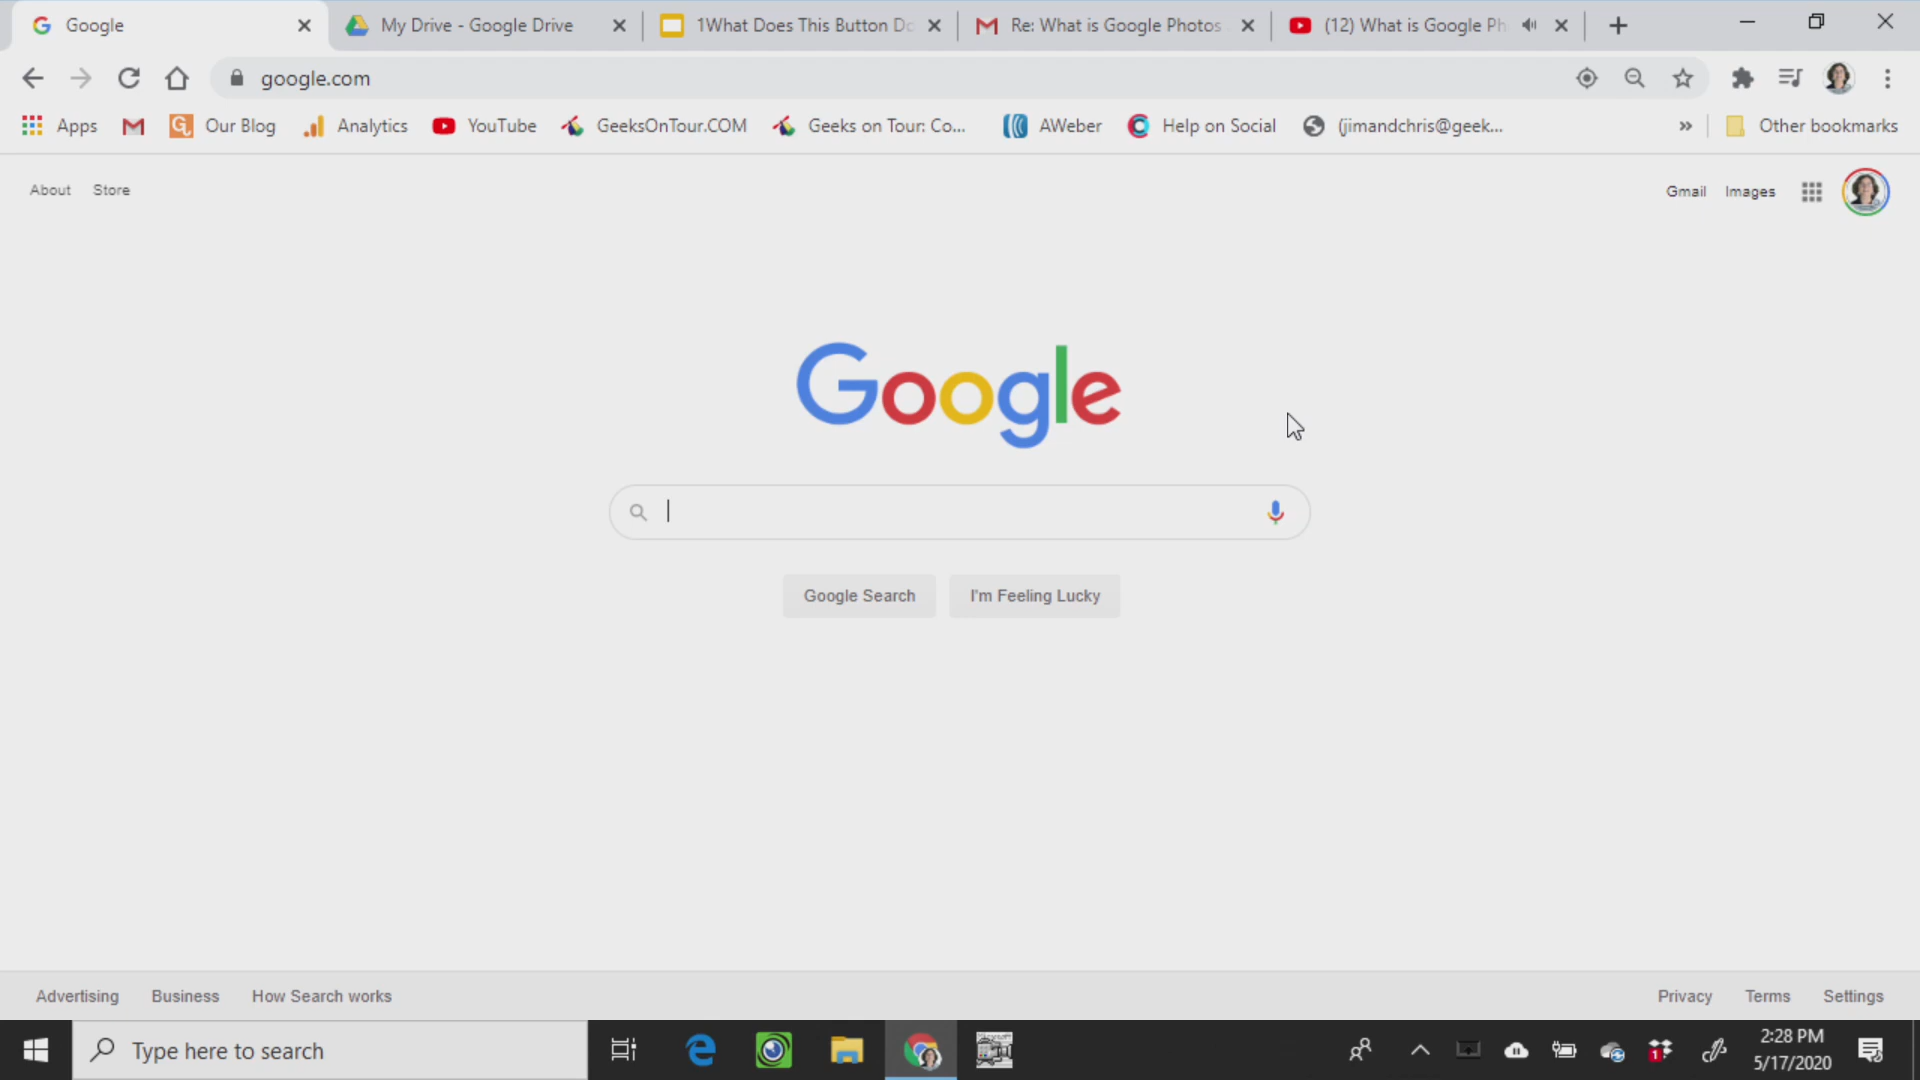 Google
My Drive - Google Drive
1What Does This Button Do
Re: What is Google Photos
(12) What is Google Ph
google.com
Apps
Our Blog
Analytics
YouTube
GeeksOnTour.COM
Geeks on Tour: Co...
AWeber
Help on Social
(jimandchris@geek...
»
Other bookmarks
About
Store
Gmail
Images
Google
Google Search
I'm Feeling Lucky
Advertising
Business
How Search works
Privacy
Terms
Settings
Type here to search
1
2:28 PM
5/17/2020